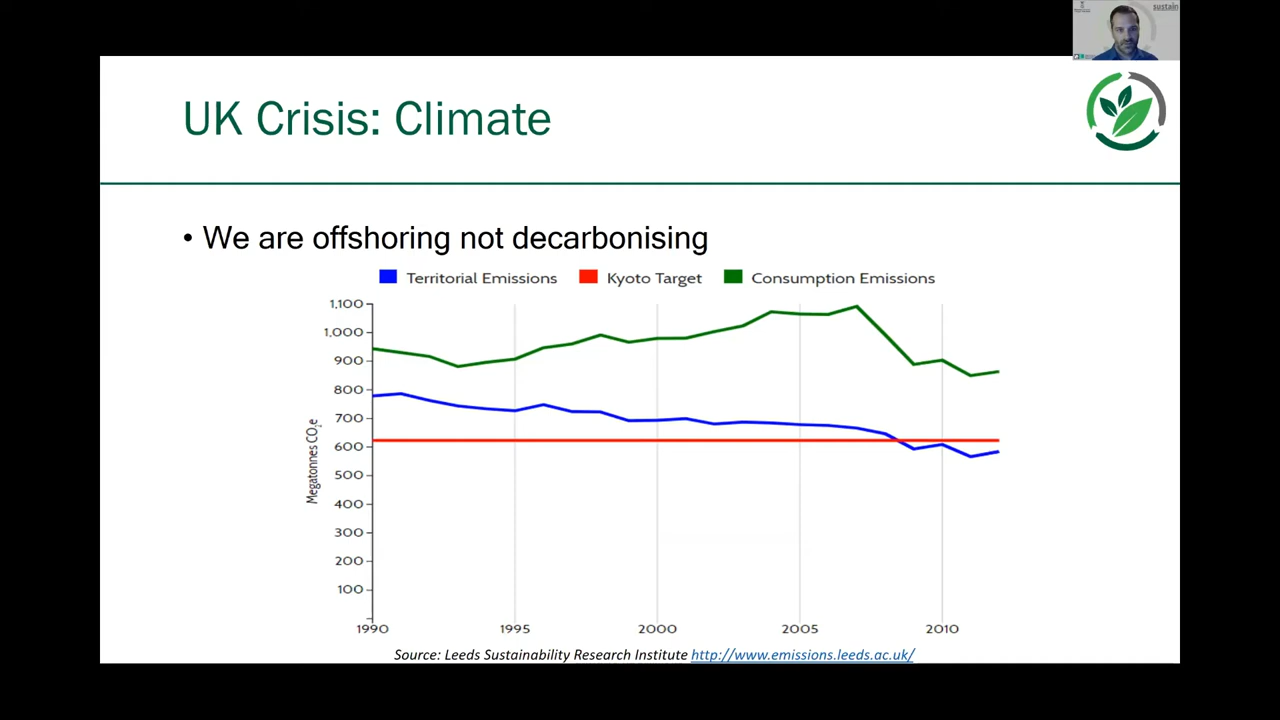 sustain
UK Crisis: Climate
• We are offshoring not decarbonising
Territorial Emissions Kyoto Target Consumption Emissions
1,100
1,000
900
800
700
600
500
400
300
200
100
Megatonnes CO₂e
1990 1995 2000 2005 2010
Source: Leeds Sustainability Research Institute http://www.emissions.leeds.ac.uk/